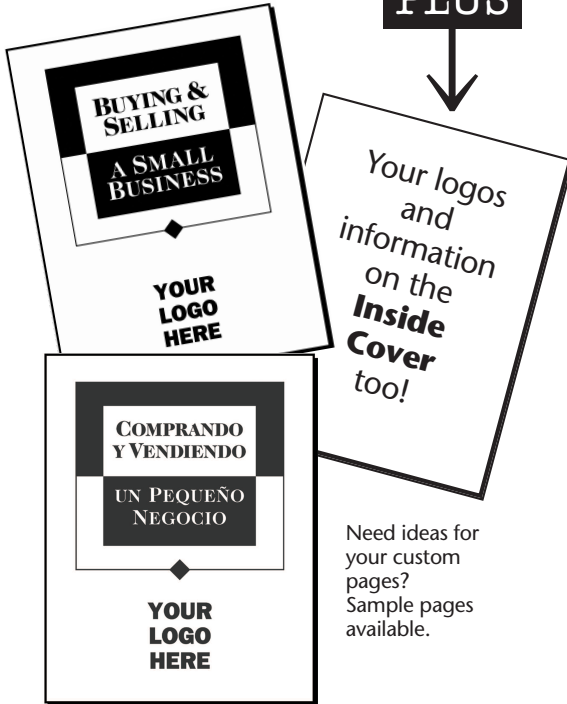 PLUS
BUYING &
SELLING
A SMALL
BUSINESS
YOUR
LOGO
HERE
Your logos
and
information
on the
Inside
Cover
too!
COMPRANDO
Y VENDIENDO
UN PEQUEÑO
NEGOCIO
YOUR
LOGO
HERE
Need ideas for
your custom
pages?
Sample pages
available.